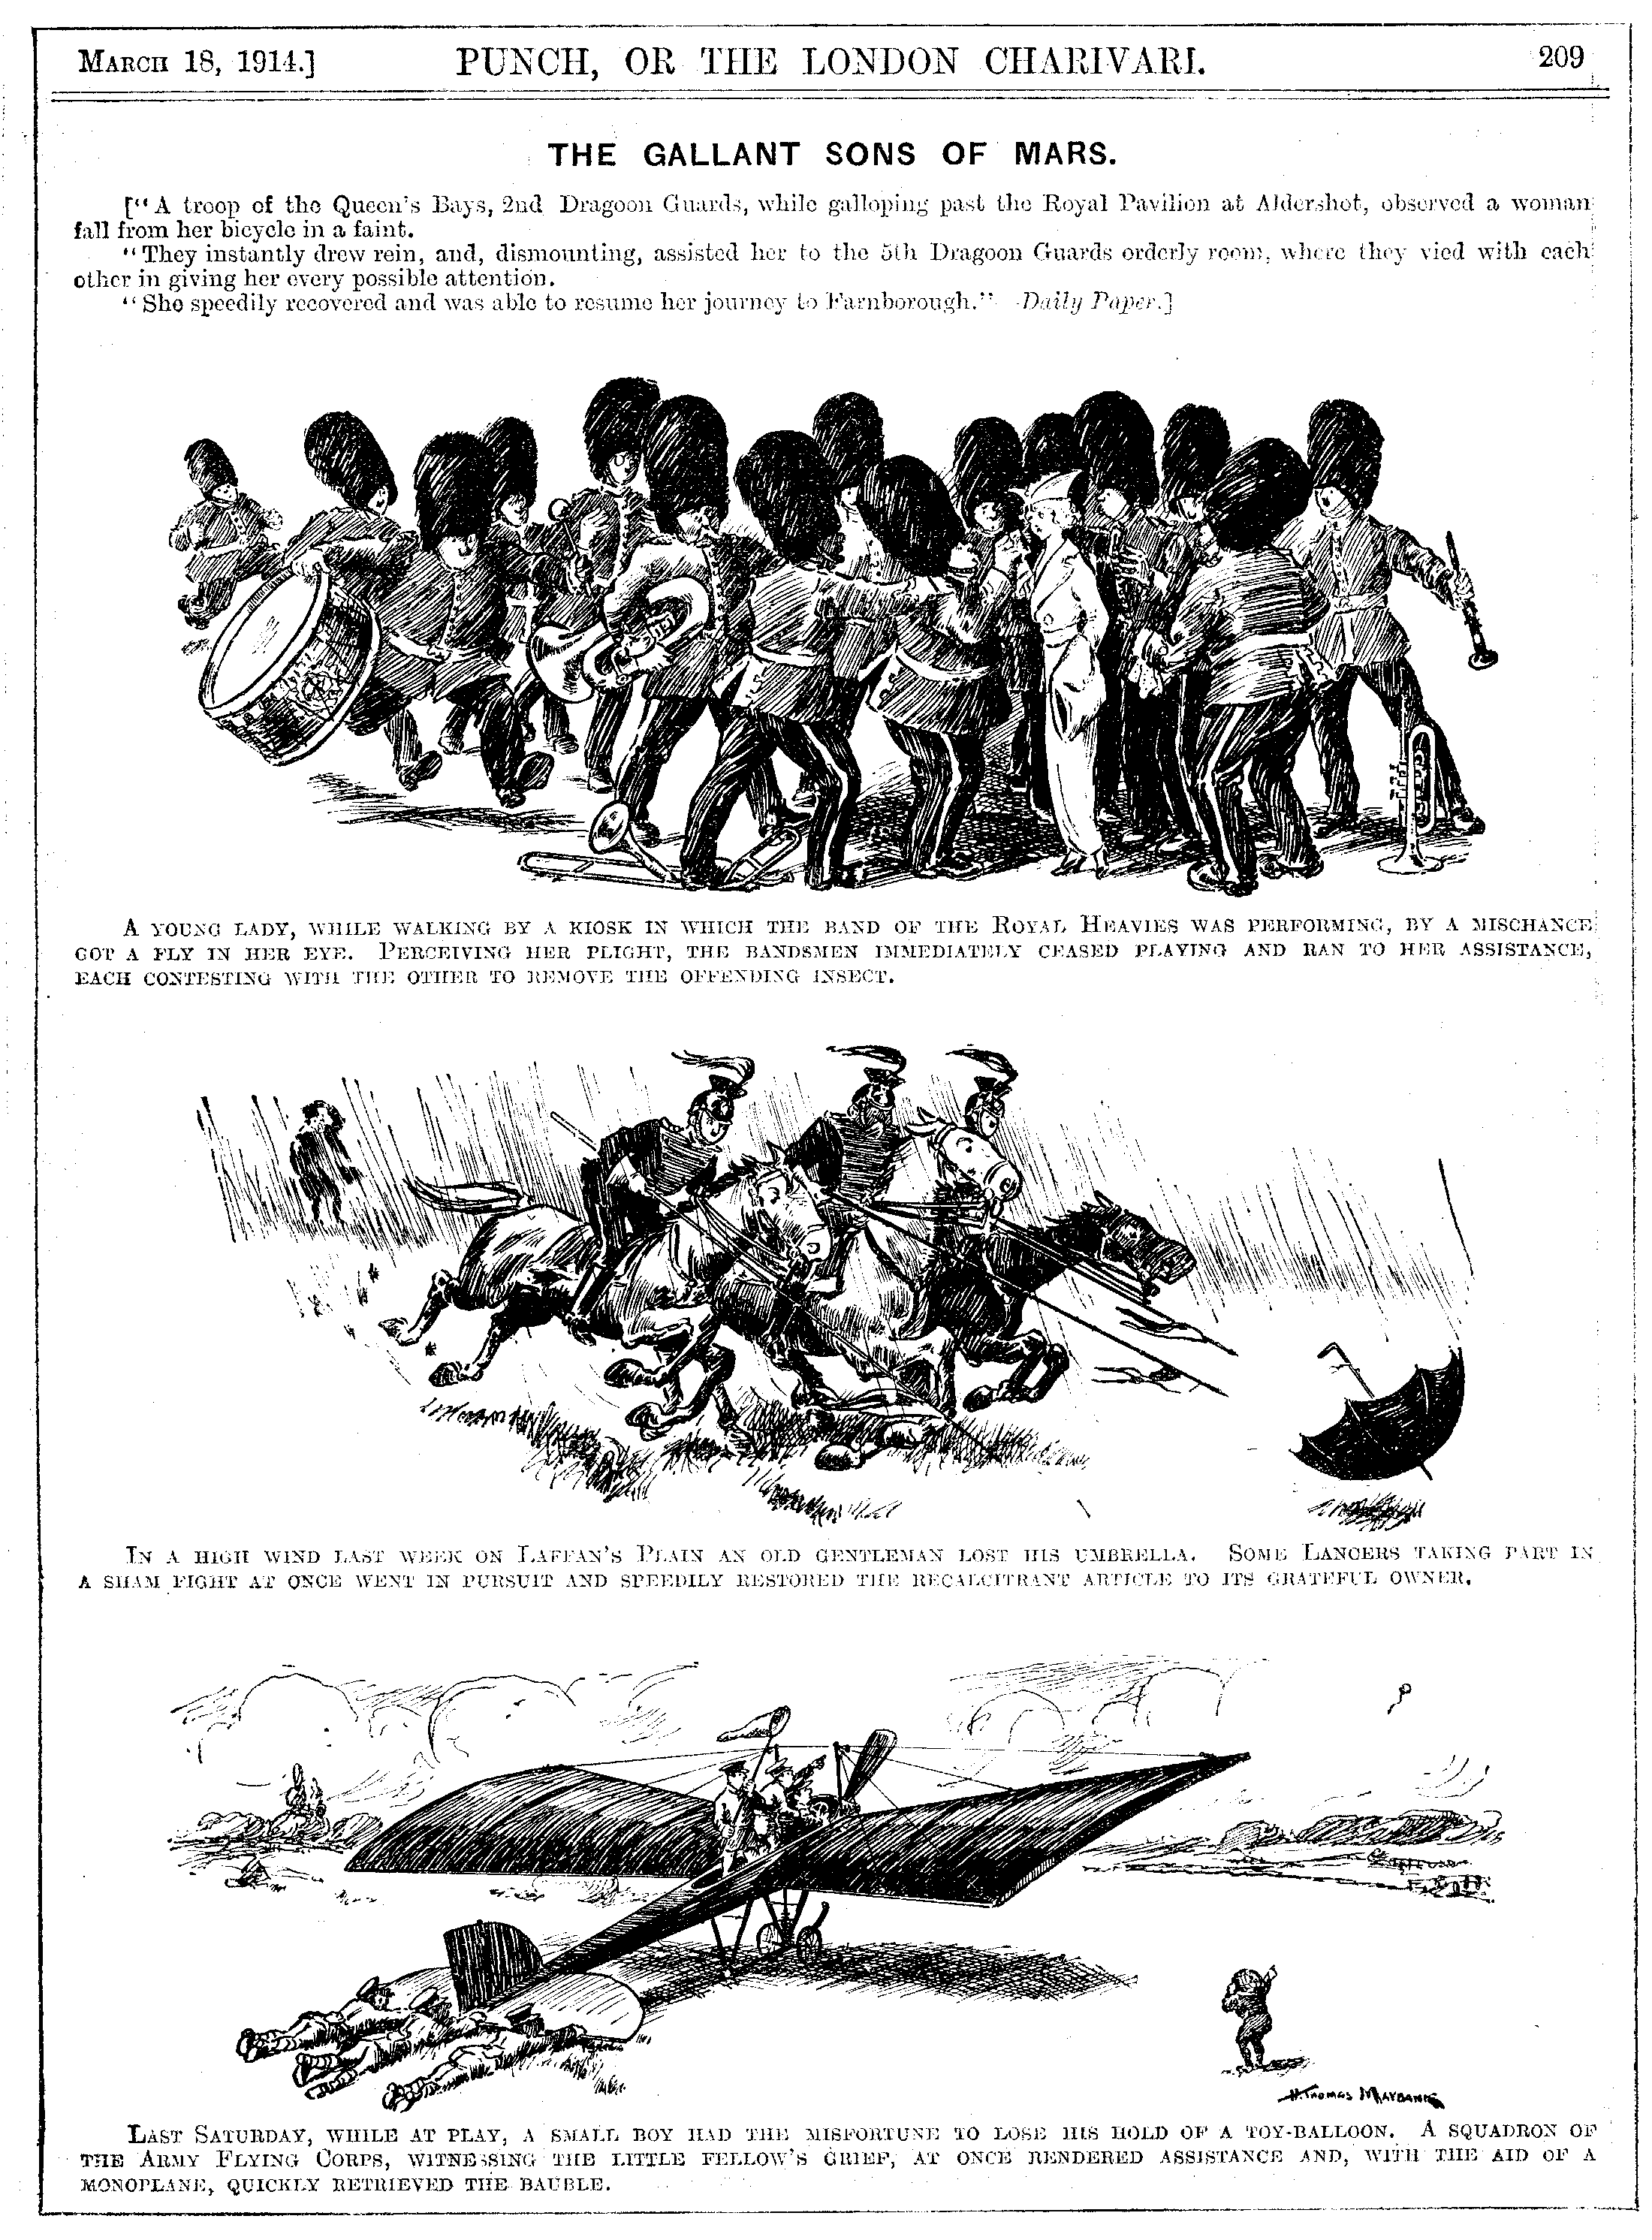 MARCH 18, 1914.] PUNCH, OR THE LONDON CHARIVARI. 209
THE GALLANT SONS OF MARS.
["A troop of the Queen's Bays, 2nd Dragoon Guards, while galloping past the Royal Pavilion at Aldershot, observed a woman
fall from her bicycle in a faint.
"They instantly drew rein, and, dismounting, assisted her to the 5th Dragoon Guards orderly room, where they vied with each
other in giving her every possible attention.
"She speedily recovered and was able to resume her journey to Farnborough." -Daily Paper.]
A YOUNG LADY, WHILE WALKING BY A KIOSK IN WHICH THE BAND OF THE ROYAL HEAVIES WAS PERFORMING, BY A MISCHANCE
GOT A FLY IN HER EYE. PERCEIVING HER PLIGHT, THE BANDSMEN IMMEDIATELY CEASED PLAYING AND RAN TO HER ASSISTANCE,
EACH CONTESTING WITH THE OTHER TO REMOVE THE OFFENDING INSECT.
IN A HIGH WIND LAST WEEK ON LAFFAN'S PLAIN AN OLD GENTLEMAN LOST HIS UMBRELLA. SOME LANCERS TAKING PART IN
A SHAM FIGHT AT ONCE WENT IN PURSUIT AND SPEEDILY RESTORED THE RECALCITRANT ARTICLE TO ITS GRATEFUL OWNER.
H. THOMAS MAYBANK
LAST SATURDAY, WHILE AT PLAY, A SMALL BOY HAD THE MISFORTUNE TO LOSE HIS HOLD OF A TOY-BALLOON. A SQUADRON OF
THE ARMY FLYING CORPS, WITNESSING THE LITTLE FELLOW'S GRIEF, AT ONCE RENDERED ASSISTANCE AND, WITH THE AID OF A
MONOPLANE, QUICKLY RETRIEVED THE BAUBLE.